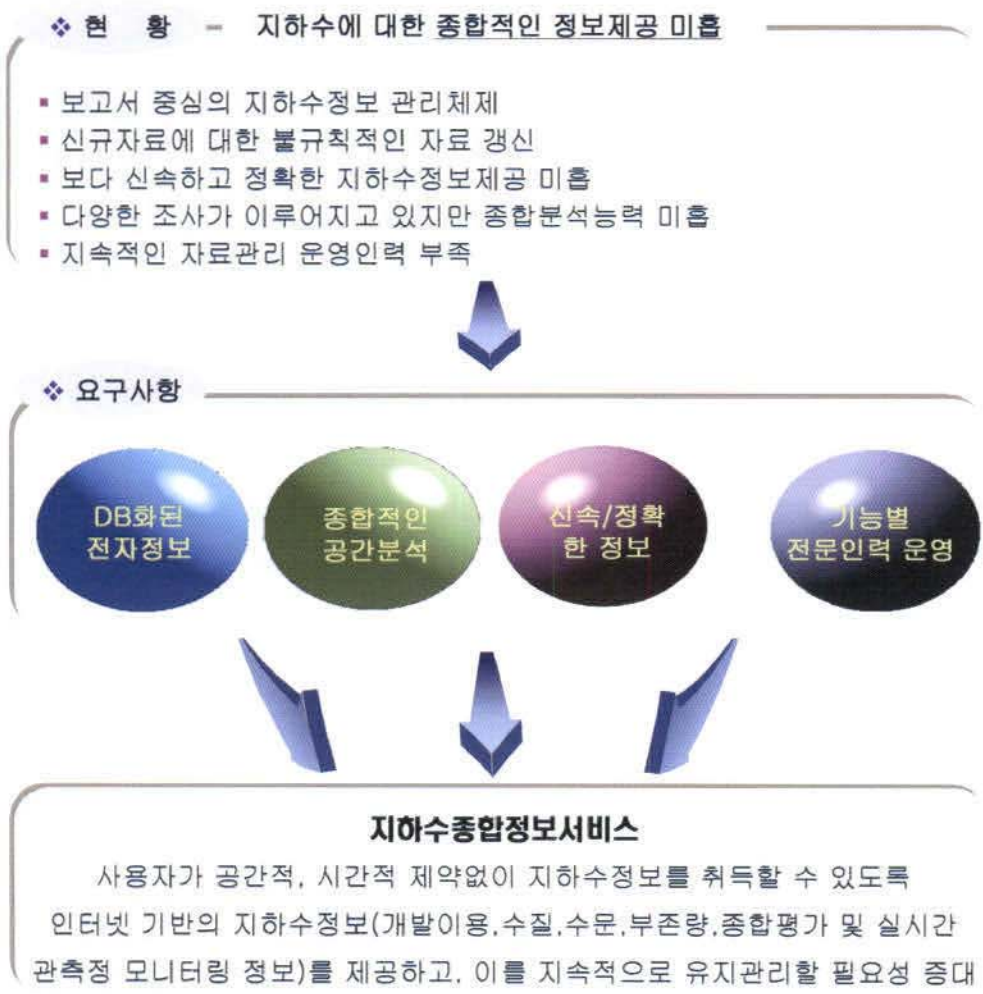 ❖ 현 황 – 지하수에 대한 종합적인 정보제공 미흡
▪ 보고서 중심의 지하수정보 관리체제
▪ 신규자료에 대한 불규칙적인 자료 갱신
▪ 보다 신속하고 정확한 지하수정보제공 미흡
▪ 다양한 조사가 이루어지고 있지만 종합분석능력 미흡
▪ 지속적인 자료관리 운영인력 부족
❖ 요구사항
DB화된
전자정보
종합적인
공간분석
신속/정확
한 정보
기능별
전문인력 운영
지하수종합정보서비스
사용자가 공간적, 시간적 제약없이 지하수정보를 취득할 수 있도록
인터넷 기반의 지하수정보(개발이용,수질,수문,부존량,종합평가 및 실시간
관측정 모니터링 정보)를 제공하고, 이를 지속적으로 유지관리할 필요성 증대